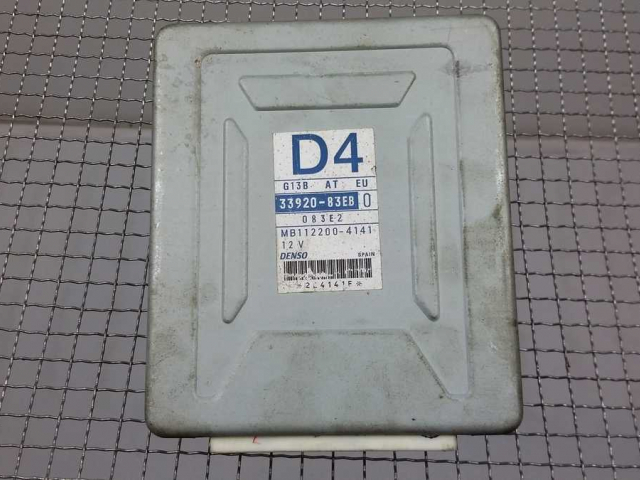 D4
G13B AT EU
33920-83EB 0
083E2
MB112200-4141
12V
DENSO SPAIN